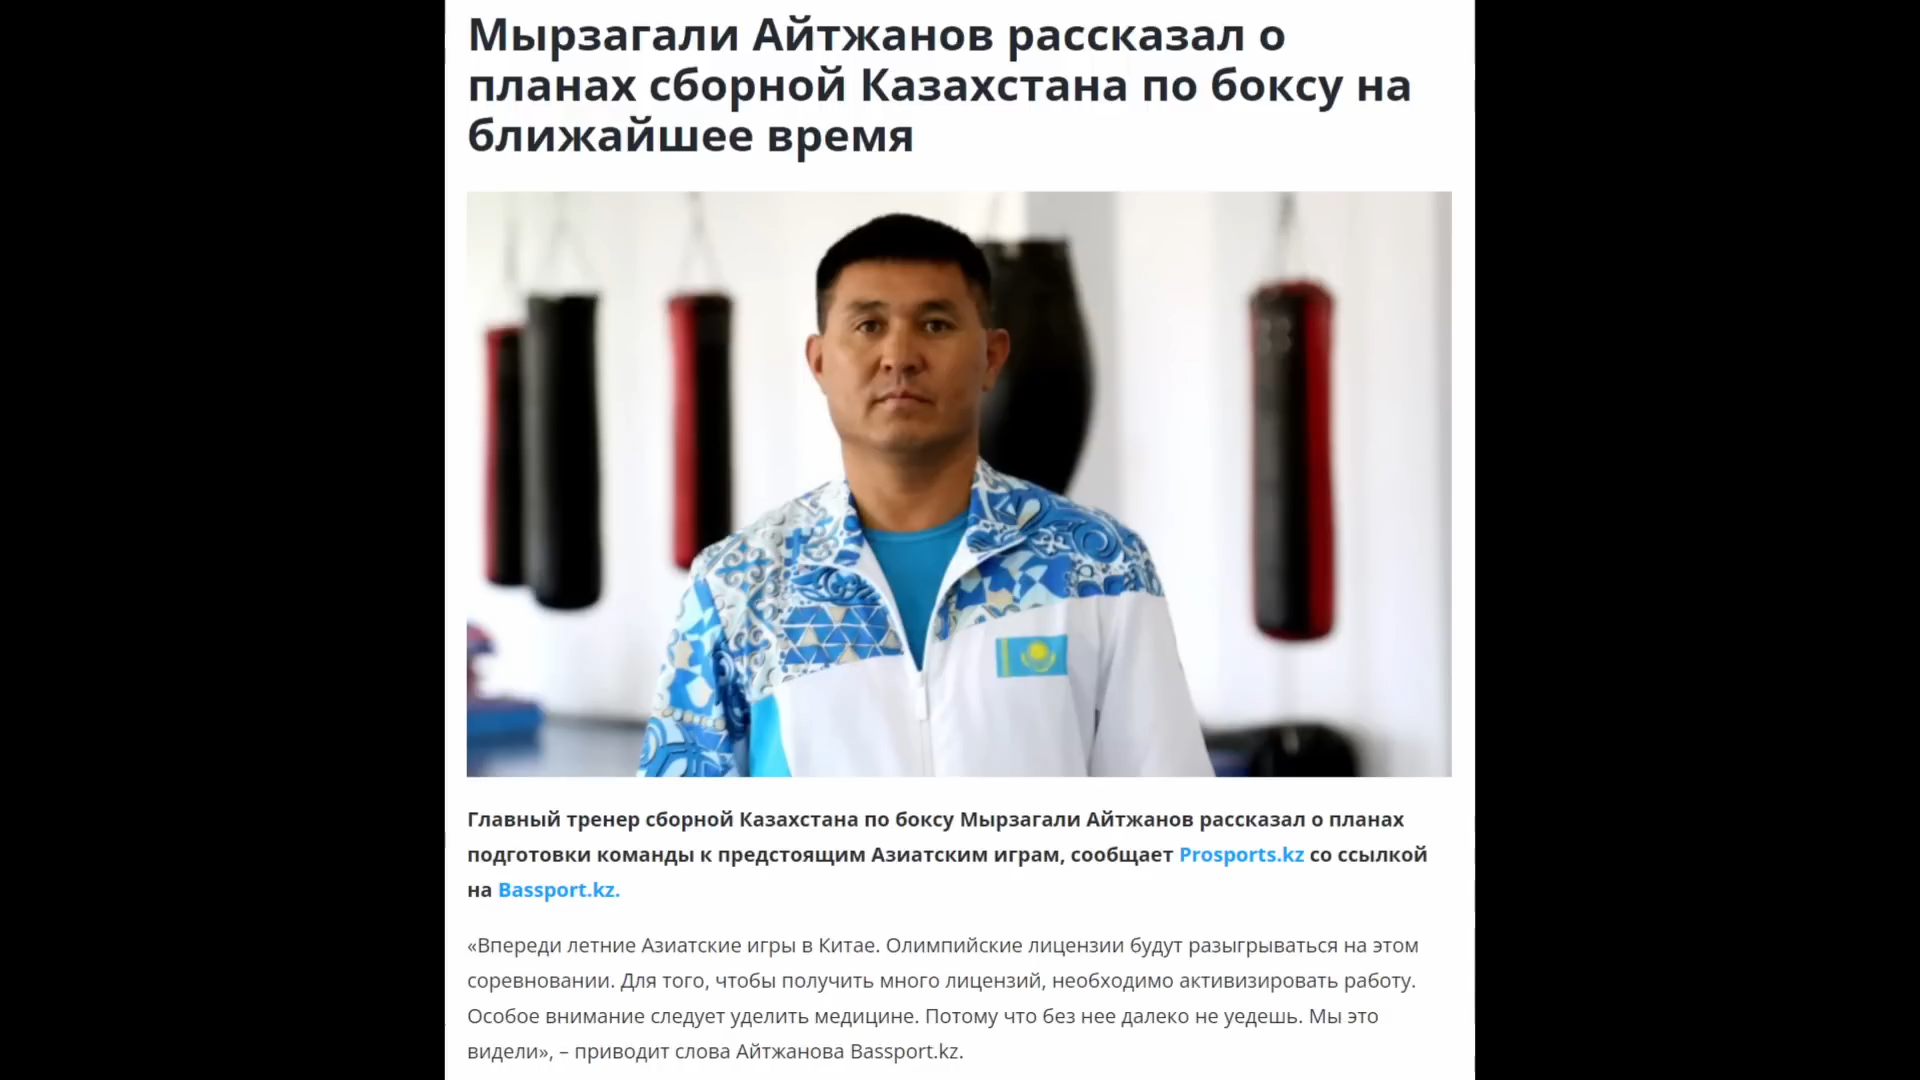 Мырзагали Айтжанов рассказал о
планах сборной Казахстана по боксу на
ближайшее время
Главный тренер сборной Казахстана по боксу Мырзагали Айтжанов рассказал о планах
подготовки команды к предстоящим Азиатским играм, сообщает Prosports.kz со ссылкой
на Bassport.kz.
«Впереди летние Азиатские игры в Китае. Олимпийские лицензии будут разыгрываться на этом
соревновании. Для того, чтобы получить много лицензий, необходимо активизировать работу.
Особое внимание следует уделить медицине. Потому что без нее далеко не уедешь. Мы это
видели», – приводит слова Айтжанова Bassport.kz.